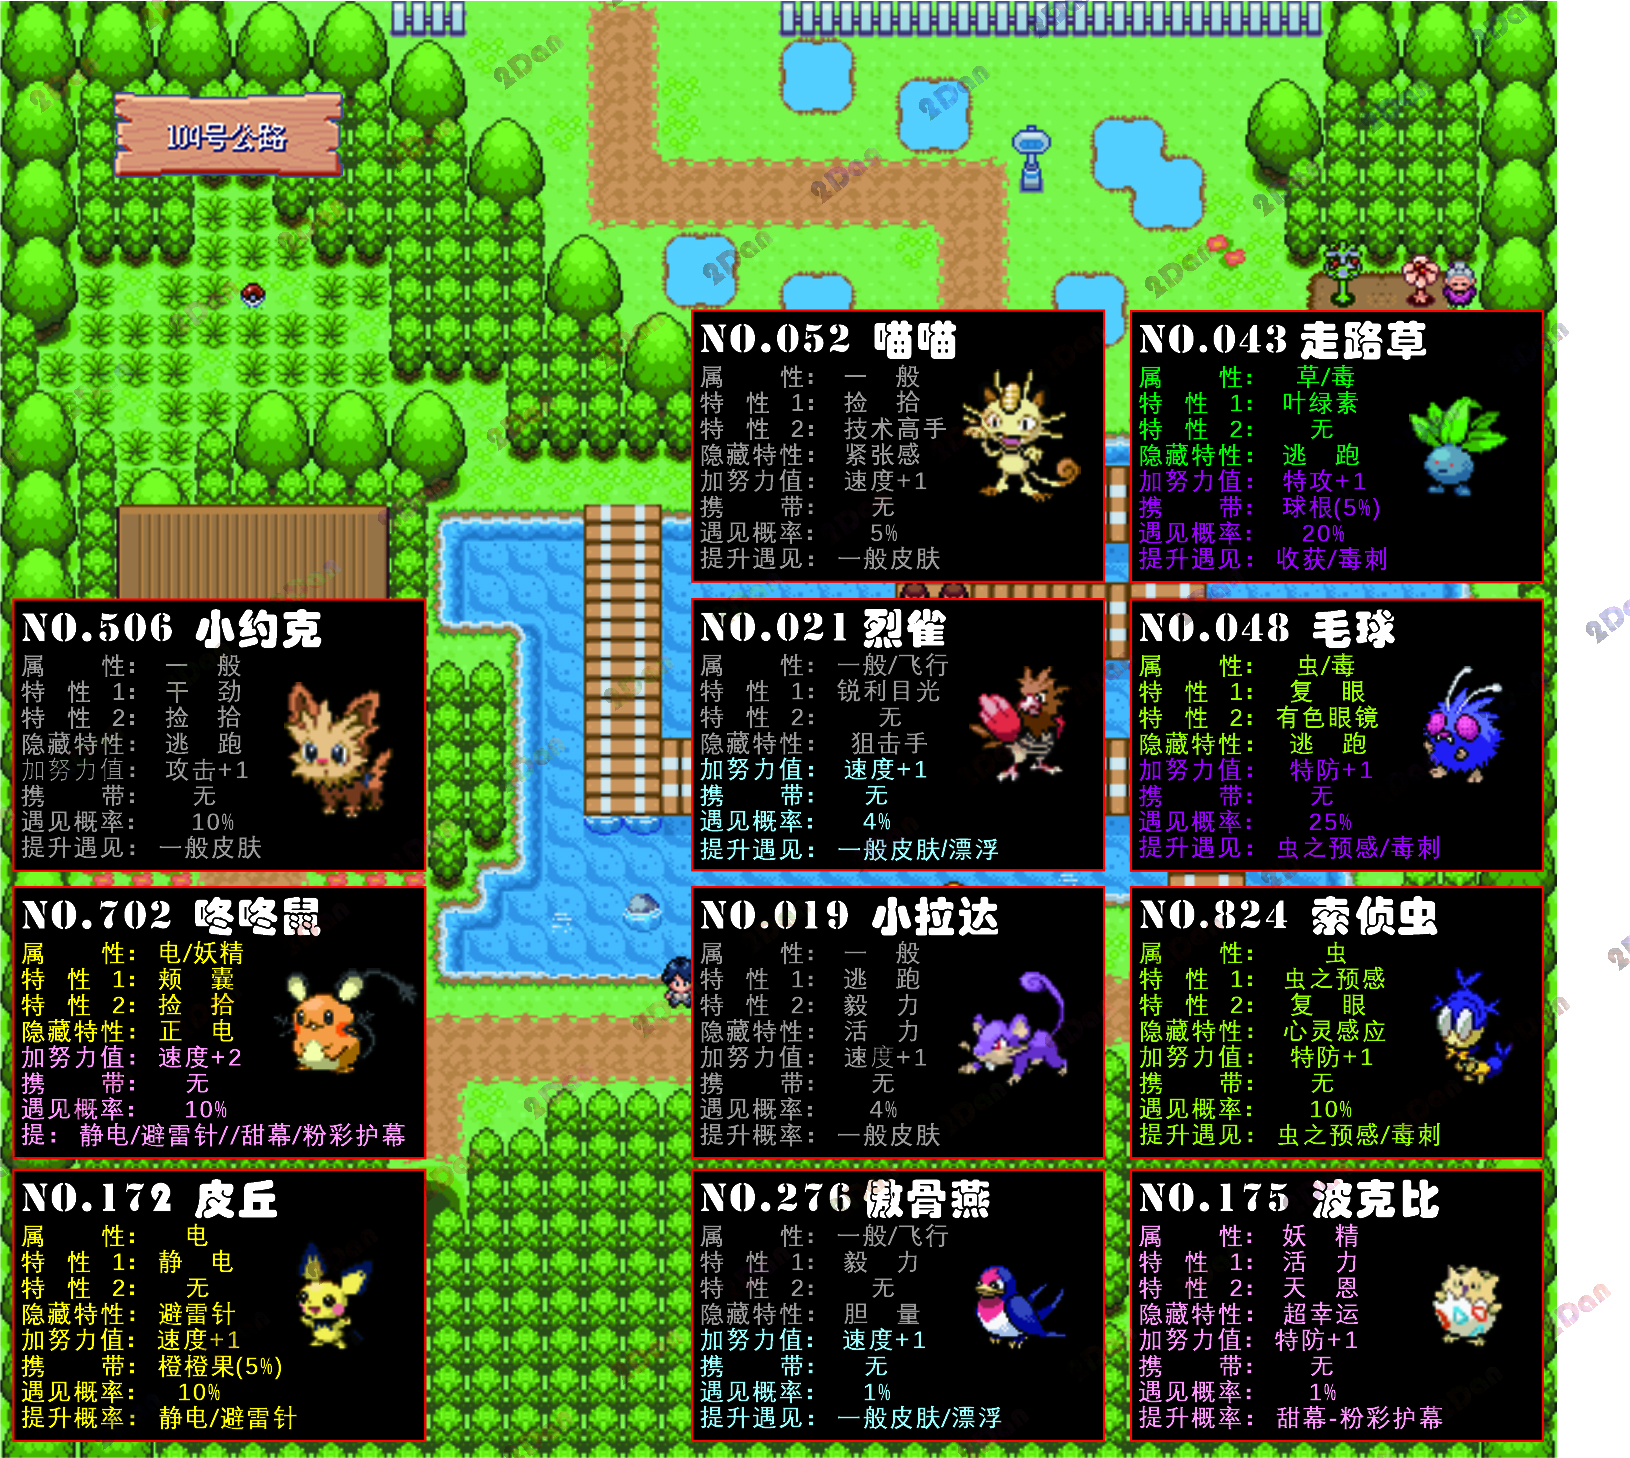 104号公路
NO.052 喵喵
属 性： 一 般
特 性 1： 捡 拾
特 性 2： 技术高手
隐藏特性： 紧张感
加努力值： 速度+1
携 带： 无
遇见概率： 5%
提升遇见： 一般皮肤
NO.043 走路草
属 性： 草/毒
特 性 1： 叶绿素
特 性 2： 无
隐藏特性： 逃 跑
加努力值： 特攻+1
携 带： 球根(5%)
遇见概率： 20%
提升遇见： 收获/毒刺
NO.506 小约克
属 性： 一 般
特 性 1： 干 劲
特 性 2： 捡 拾
隐藏特性： 逃 跑
加努力值： 攻击+1
携 带： 无
遇见概率： 10%
提升遇见： 一般皮肤
NO.021 烈雀
属 性： 一般/飞行
特 性 1： 锐利目光
特 性 2： 无
隐藏特性： 狙击手
加努力值： 速度+1
携 带： 无
遇见概率： 4%
提升遇见： 一般皮肤/漂浮
NO.048 毛球
属 性： 虫/毒
特 性 1： 复 眼
特 性 2： 有色眼镜
隐藏特性： 逃 跑
加努力值： 特防+1
携 带： 无
遇见概率： 25%
提升遇见： 虫之预感/毒刺
NO.702 咚咚鼠
属 性： 电/妖精
特 性 1： 颊 囊
特 性 2： 捡 拾
隐藏特性： 正 电
加努力值： 速度+2
携 带： 无
遇见概率： 10%
提： 静电/避雷针//甜幕/粉彩护幕
NO.019 小拉达
属 性： 一 般
特 性 1： 逃 跑
特 性 2： 毅 力
隐藏特性： 活 力
加努力值： 速度+1
携 带： 无
遇见概率： 4%
提升概率： 一般皮肤
NO.824 索侦虫
属 性： 虫
特 性 1： 虫之预感
特 性 2： 复 眼
隐藏特性： 心灵感应
加努力值： 特防+1
携 带： 无
遇见概率： 10%
提升遇见： 虫之预感/毒刺
NO.172 皮丘
属 性： 电
特 性 1： 静 电
特 性 2： 无
隐藏特性： 避雷针
加努力值： 速度+1
携 带： 橙橙果(5%)
遇见概率： 10%
提升概率： 静电/避雷针
NO.276 傲骨燕
属 性： 一般/飞行
特 性 1： 毅 力
特 性 2： 无
隐藏特性： 胆 量
加努力值： 速度+1
携 带： 无
遇见概率： 1%
提升遇见： 一般皮肤/漂浮
NO.175 波克比
属 性： 妖 精
特 性 1： 活 力
特 性 2： 天 恩
隐藏特性： 超幸运
加努力值： 特防+1
携 带： 无
遇见概率： 1%
提升概率： 甜幕-粉彩护幕
2Dan